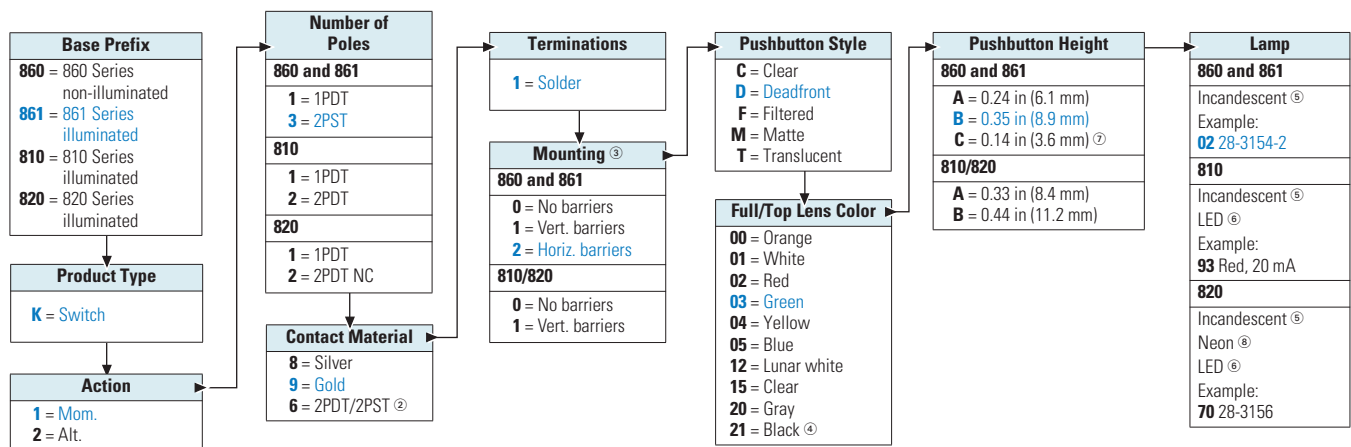 Base Prefix
860 = 860 Series
non-illuminated
861 = 861 Series
illuminated
810 = 810 Series
illuminated
820 = 820 Series
illuminated
Product Type
K = Switch
Action
1 = Mom.
2 = Alt.
Number of
Poles
860 and 861
1 = 1PDT
3 = 2PST
810
1 = 1PDT
2 = 2PDT
820
1 = 1PDT
2 = 2PDT NC
Contact Material
8 = Silver
9 = Gold
6 = 2PDT/2PST ②
Terminations
1 = Solder
Mounting ③
860 and 861
0 = No barriers
1 = Vert. barriers
2 = Horiz. barriers
810/820
0 = No barriers
1 = Vert. barriers
Pushbutton Style
C = Clear
D = Deadfront
F = Filtered
M = Matte
T = Translucent
Full/Top Lens Color
00 = Orange
01 = White
02 = Red
03 = Green
04 = Yellow
05 = Blue
12 = Lunar white
15 = Clear
20 = Gray
21 = Black ④
Pushbutton Height
860 and 861
A = 0.24 in (6.1 mm)
B = 0.35 in (8.9 mm)
C = 0.14 in (3.6 mm) ⑦
810/820
A = 0.33 in (8.4 mm)
B = 0.44 in (11.2 mm)
Lamp
860 and 861
Incandescent ⑤
Example:
02 28-3154-2
810
Incandescent ⑤
LED ⑥
Example:
93 Red, 20 mA
820
Incandescent ⑤
Neon ⑧
LED ⑥
Example:
70 28-3156